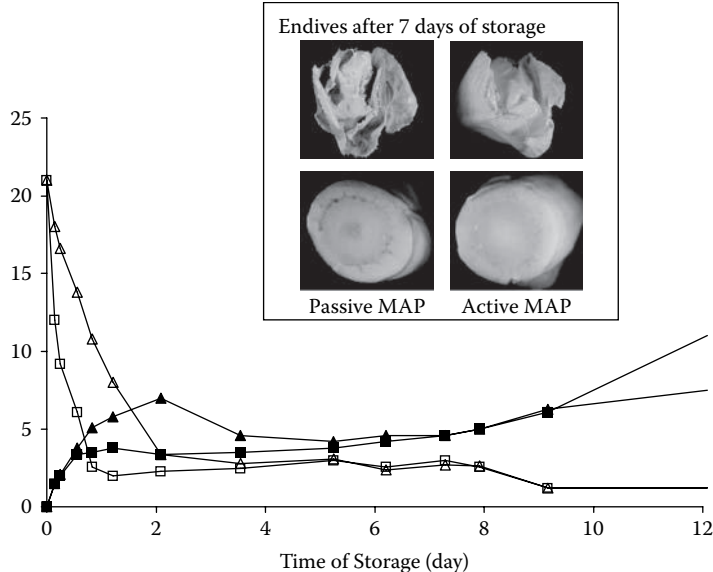 Endives after 7 days of storage
Passive MAP Active MAP
25
20
15
10
5
0
0 2 4 6 8 10 12
Time of Storage (day)